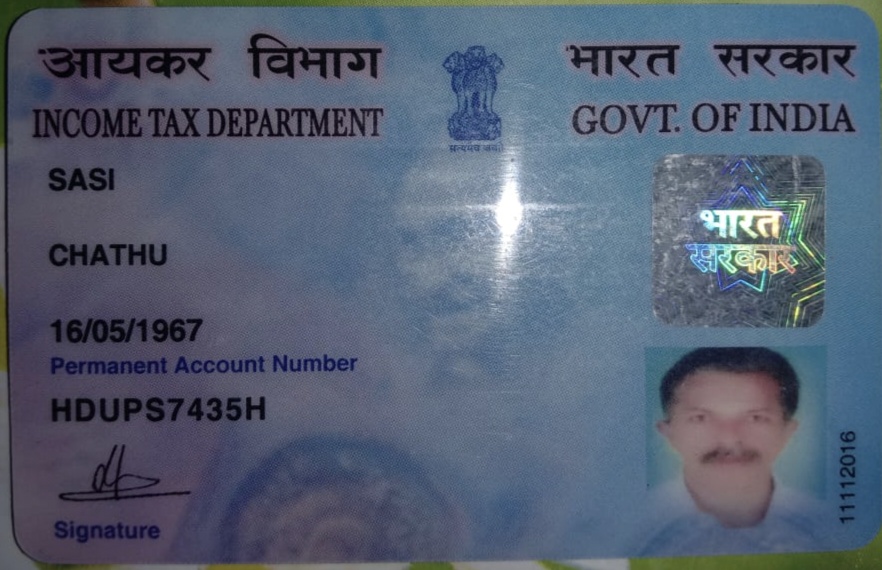 आयकर विभाग
भारत सरकार
INCOME TAX DEPARTMENT
GOVT. OF INDIA
सत्यमेव जयते
SASI
भारत
सरकार
CHATHU
16/05/1967
Permanent Account Number
HDUPS7435H
Signature
11112016